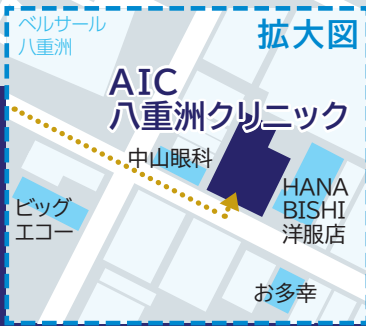 ベルサール
八重洲
拡大図
AIC
八重洲クリニック
中山眼科
HANA
BISHI
洋服店
ビッグ
エコー
お多幸